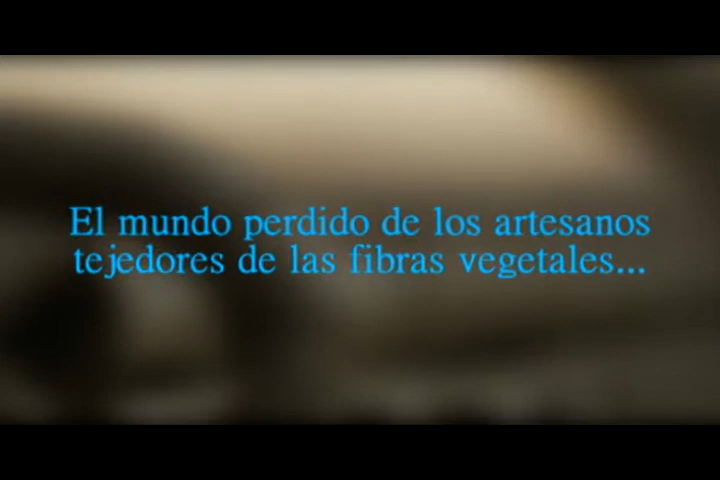 El mundo perdido de los artesanos
tejedores de las fibras vegetales...